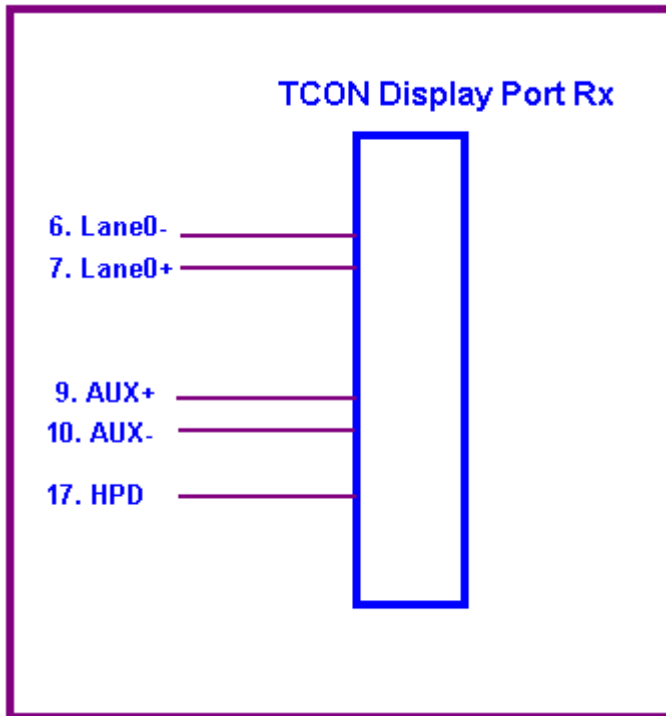 TCON Display Port Rx
6. Lane0-
7. Lane0+
9. AUX+
10. AUX-
17. HPD